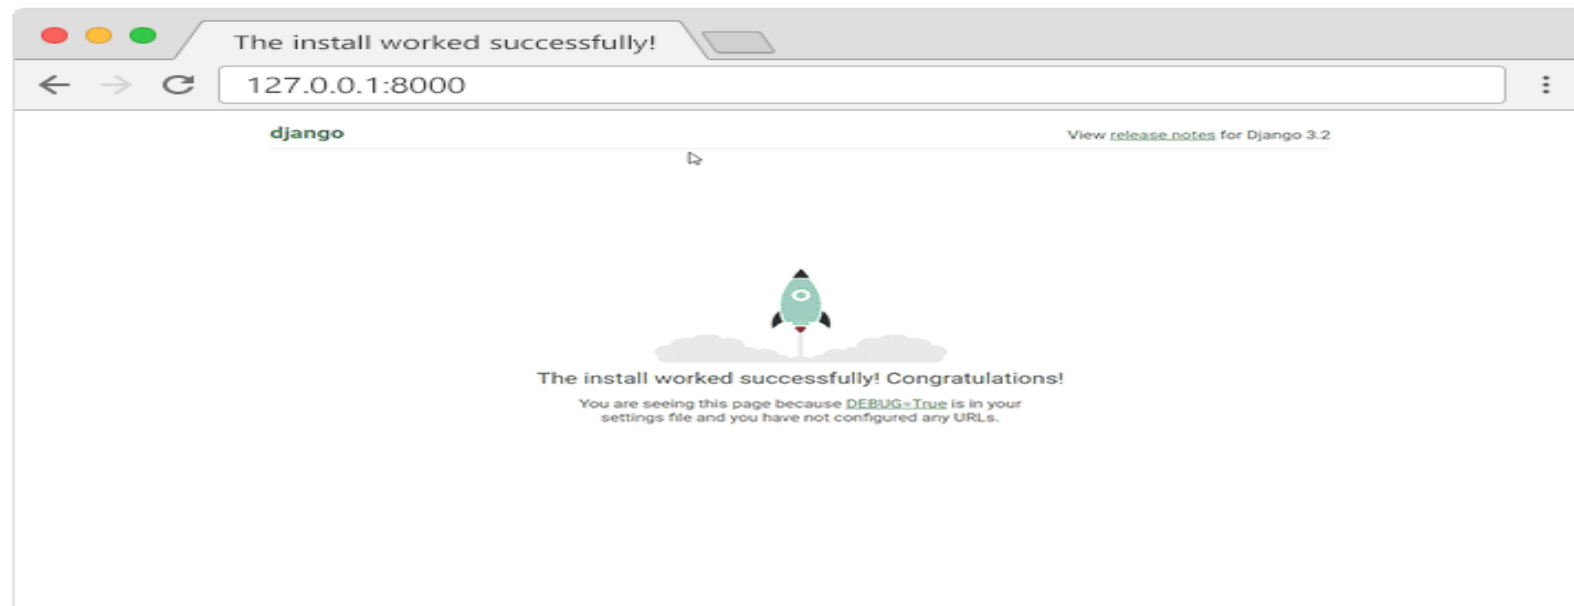 The install worked successfully!
127.0.0.1:8000
django
View release notes for Django 3.2
The install worked successfully! Congratulations!
You are seeing this page because DEBUG=True is in your
settings file and you have not configured any URLs.